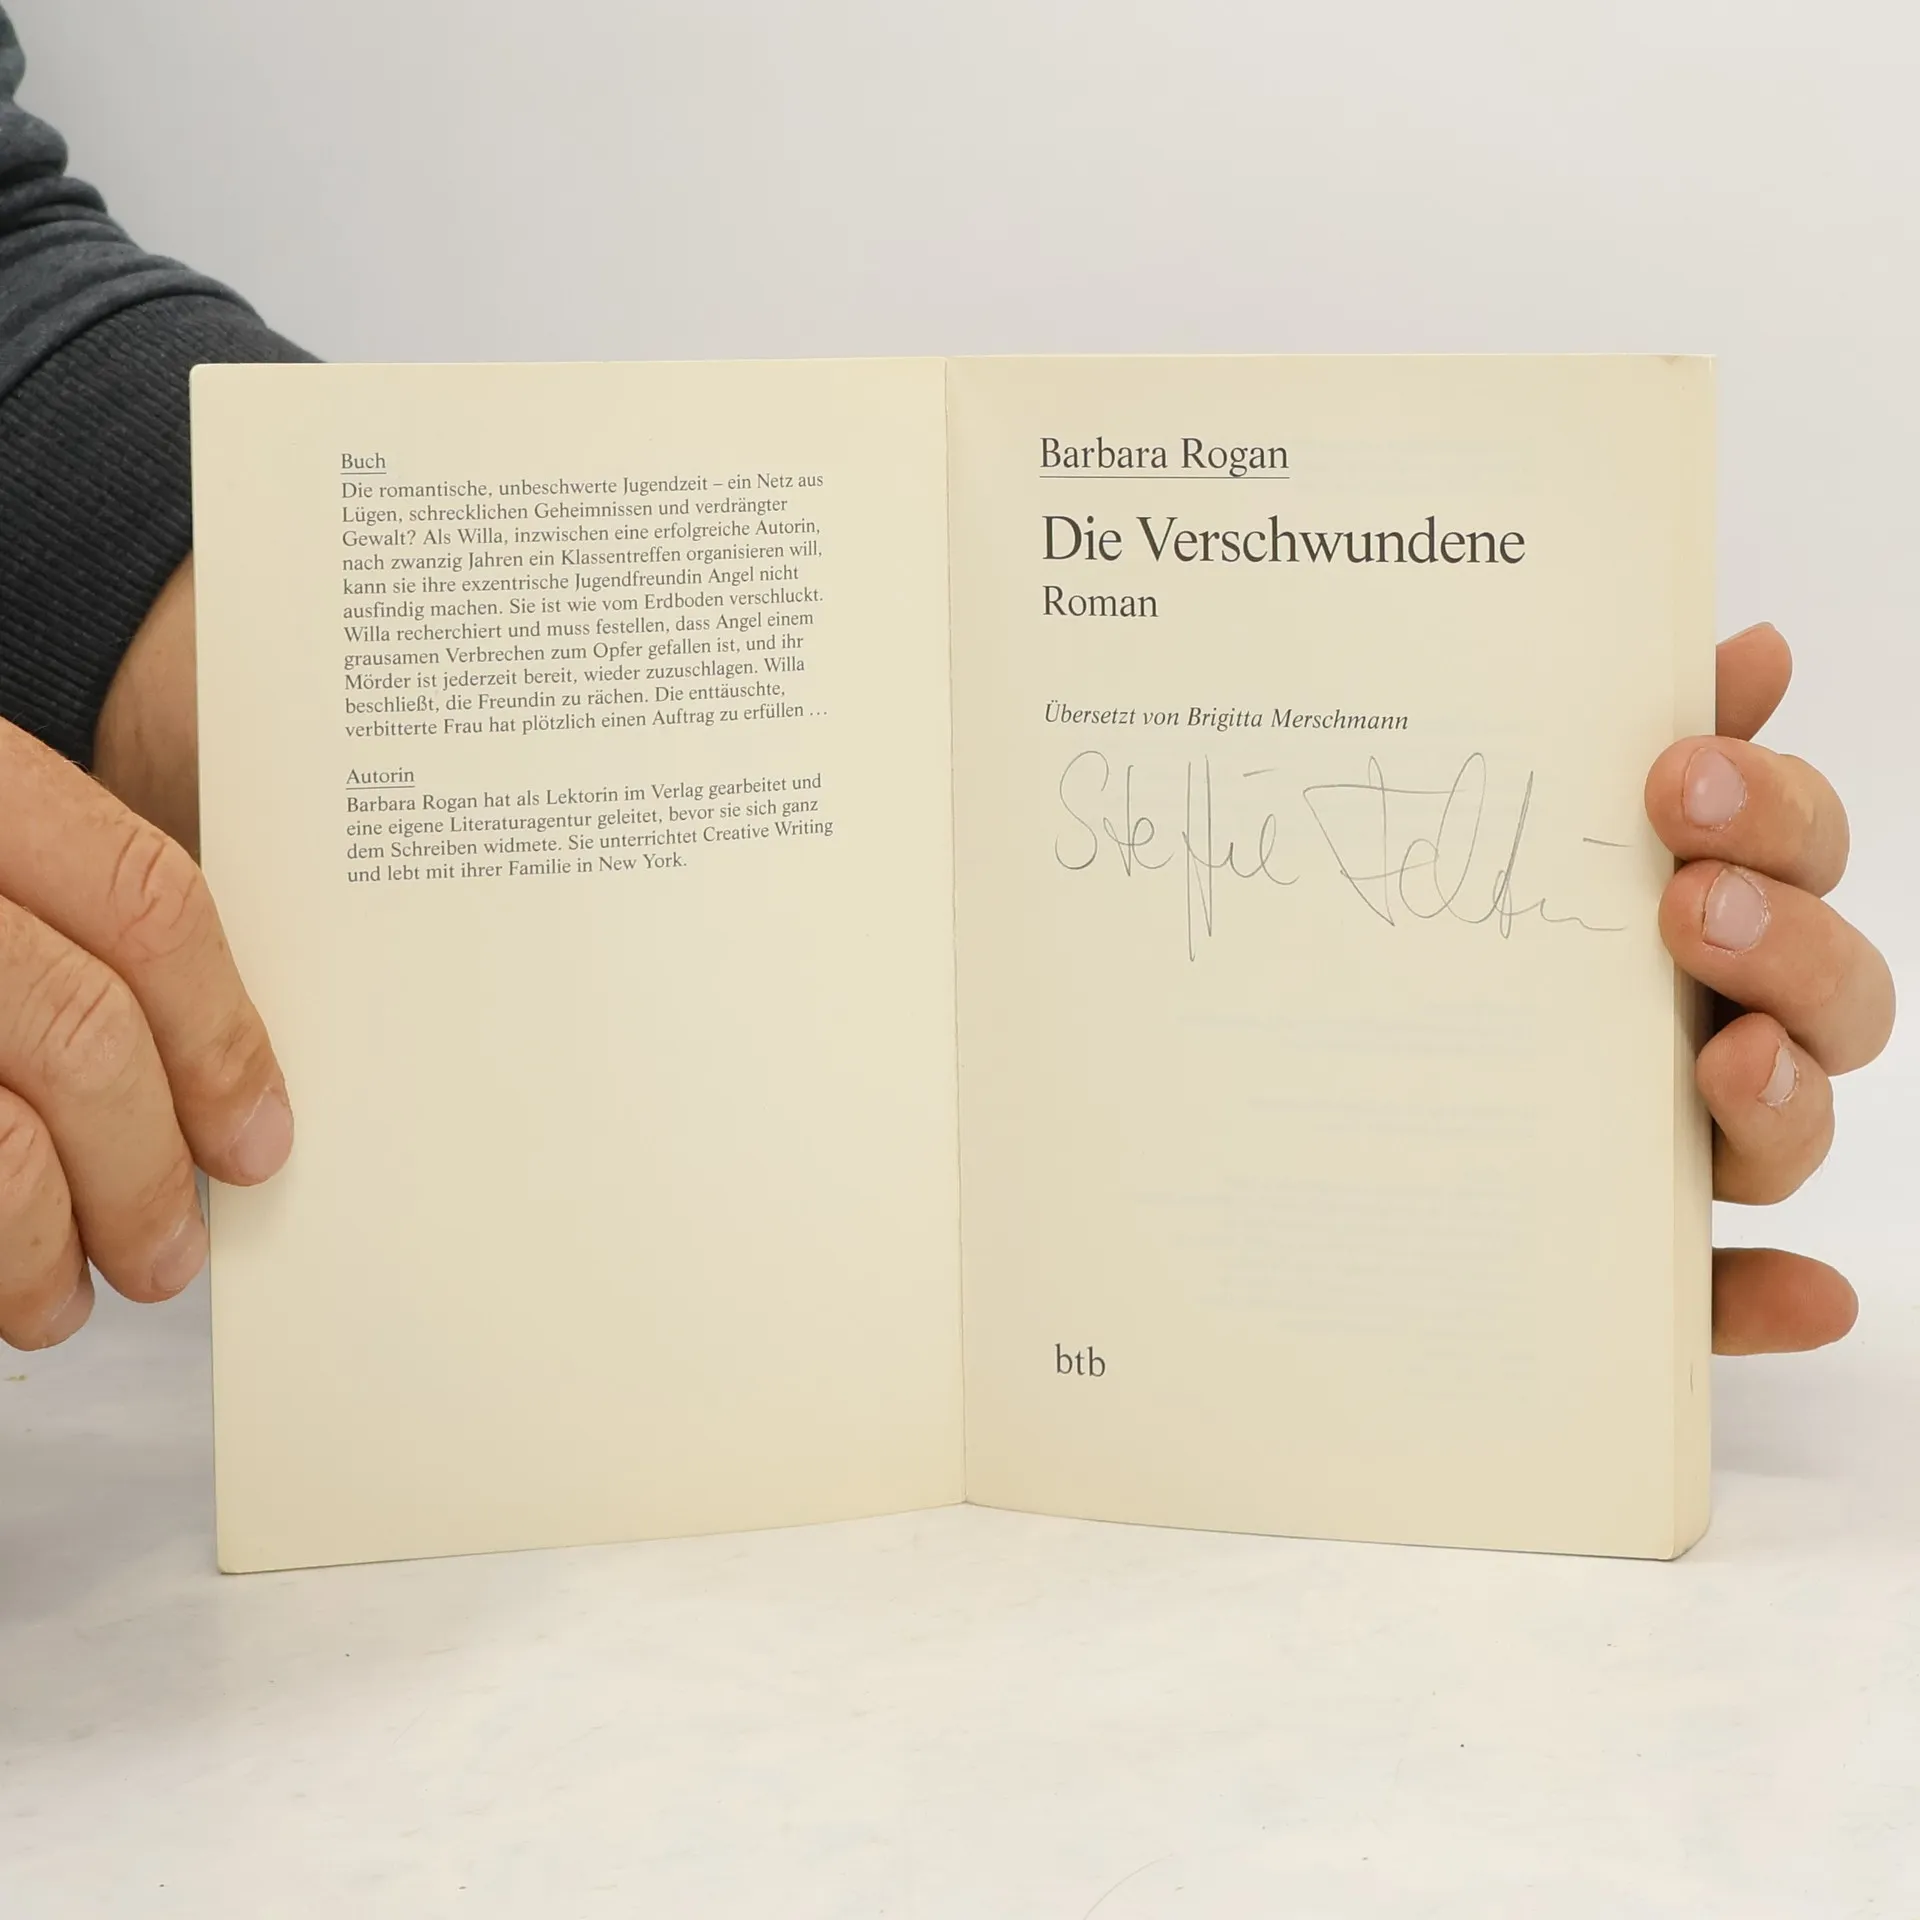 Buch
Die romantische, unbeschwerte Jugendzeit – ein Netz aus
Lügen, schrecklichen Geheimnissen und verdrängter
Gewalt? Als Willa, inzwischen eine erfolgreiche Autorin,
nach zwanzig Jahren ein Klassentreffen organisieren will,
kann sie ihre exzentrische Jugendfreundin Angel nicht
ausfindig machen. Sie ist wie vom Erdboden verschluckt.
Willa recherchiert und muss festellen, dass Angel einem
grausamen Verbrechen zum Opfer gefallen ist, und ihr
Mörder ist jederzeit bereit, wieder zuzuschlagen. Willa
beschließt, die Freundin zu rächen. Die enttäuschte,
verbitterte Frau hat plötzlich einen Auftrag zu erfüllen …
Autorin
Barbara Rogan hat als Lektorin im Verlag gearbeitet und
eine eigene Literaturagentur geleitet, bevor sie sich ganz
dem Schreiben widmete. Sie unterrichtet Creative Writing
und lebt mit ihrer Familie in New York.
Barbara Rogan
Die Verschwundene
Roman
Übersetzt von Brigitta Merschmann
Steffie
btb